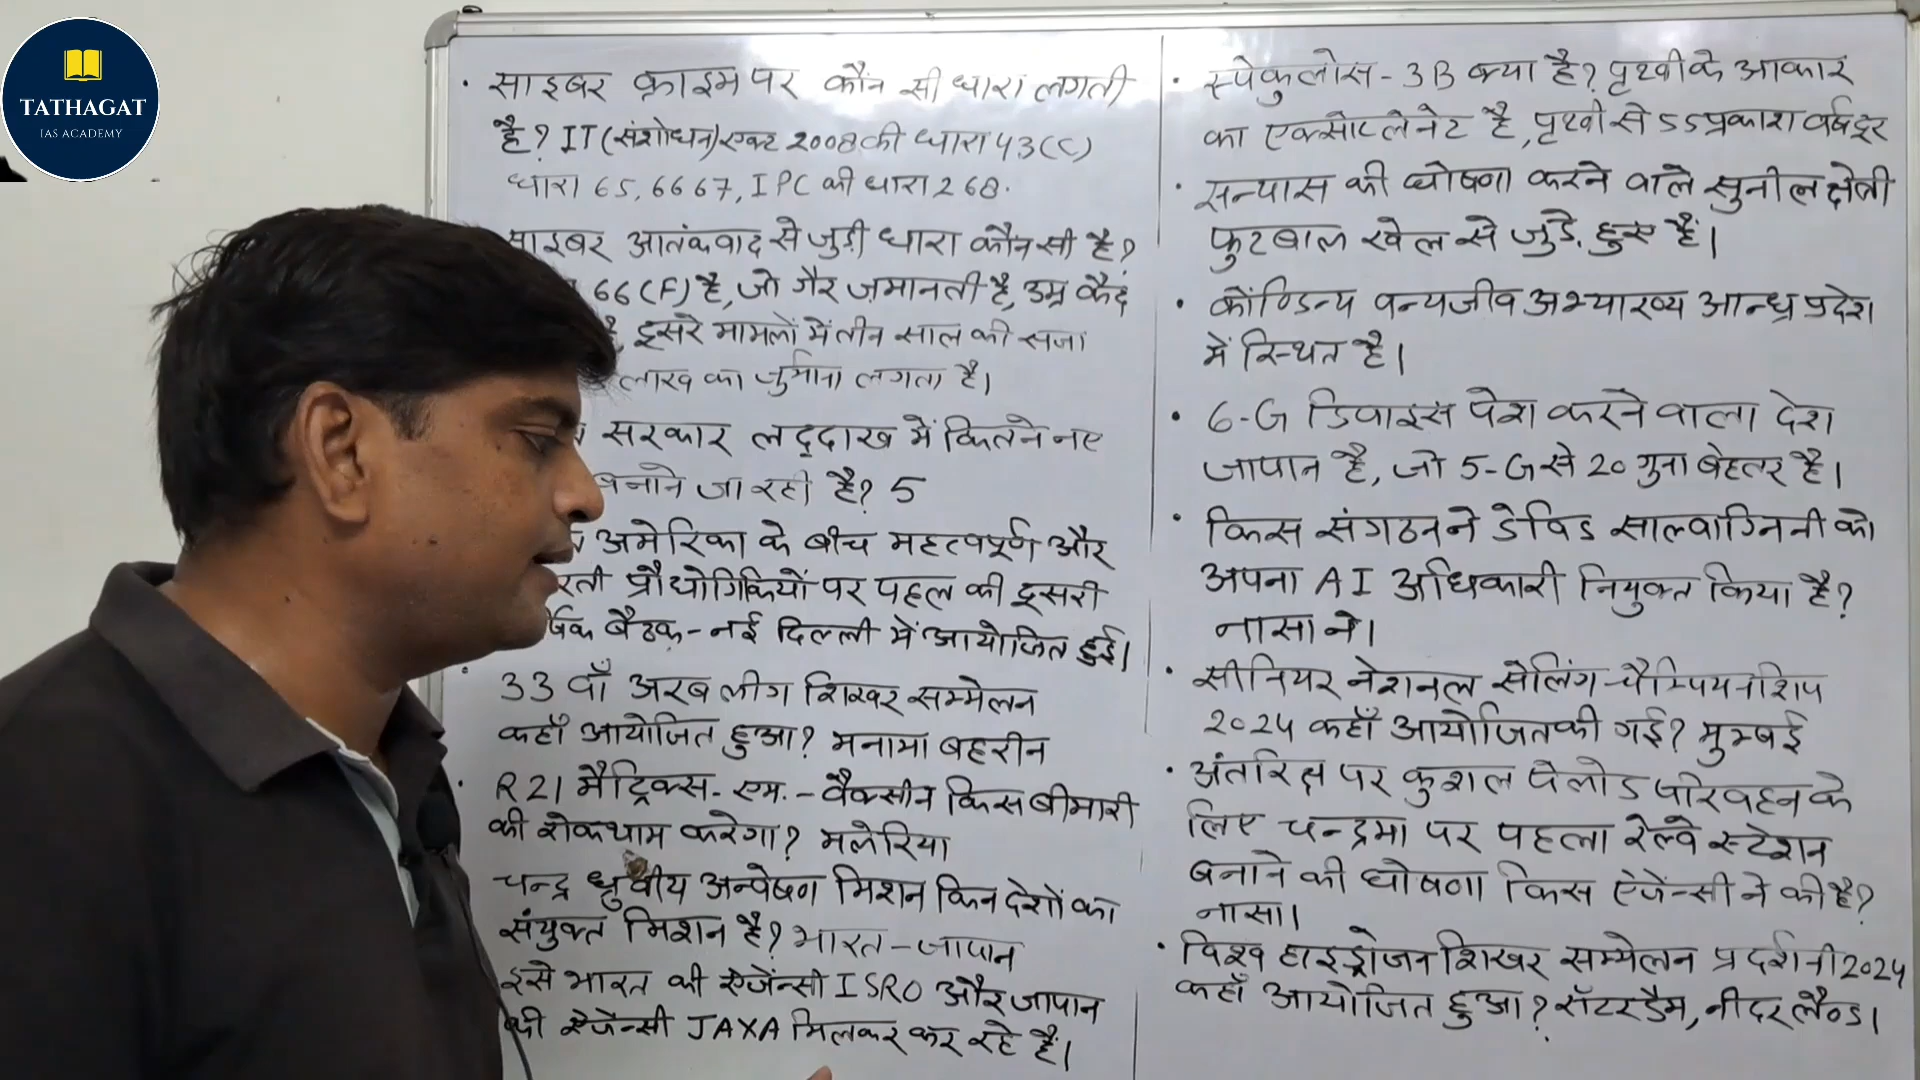 TATHAGAT
IAS ACADEMY
• साइबर क्राइम पर कौन सी धारा लगती
है? IT (संशोधन) एक्ट 2008 की धारा 43(C)
धारा 65, 66 67, IPC की धारा 268.
साइबर आतंकवाद से जुड़ी धारा कौन सी है?
66(F) है, जो गैर ज़मानती है, उम्र कैद
है, दूसरे मामलों में तीन साल की सजा
लाख का जुर्माना लगता है।
सरकार लद्दाख में कितने नए
बनाने जा रही है? 5
अमेरिका के बीच महत्वपूर्ण और
रती प्रौद्योगिकियों पर पहल की दूसरी
र्षिक बैठक - नई दिल्ली में आयोजित हुई।
• 33 वाँ अरब लीग शिखर सम्मेलन
कहाँ आयोजित हुआ? मनामा बहरीन
• R21 मैट्रिक्स-एम.- वैक्सीन किस बीमारी
की रोकथाम करेगा? मलेरिया
चन्द्र ध्रुवीय अन्वेषण मिशन किन देशों का
संयुक्त मिशन है? भारत - जापान
इसे भारत की ऐजेंन्सी ISRO और जापान
की ऐजेन्सी JAXA मिलकर कर रहे हैं।
• स्पेकुलोस - 3B क्या है? पृथ्वी के आकार
का एक्सोप्लेनेट है, पृथ्वी से 55 प्रकाश वर्ष दूर
• सन्यास की घोषणा करने वाले सुनील क्षेत्री
फुटबाल खेल से जुड़े हुए हैं।
• कौण्डिन्य वन्यजीव अभ्यारण्य आन्ध्र प्रदेश
में स्थित है।
• 6-G डिवाइस पेश करने वाला देश
जापान है, जो 5-G से 20 गुना बेहतर है।
• किस संगठन ने डेविड साल्वाग्निनी को
अपना AI अधिकारी नियुक्त किया है?
नासा ने।
• सीनियर नेशनल सेलिंग चैम्पियनशिप
2024 कहाँ आयोजित की गई? मुम्बई
• अंतरिक्ष पर कुशल पेलोड परिवहन के
लिए चन्द्रमा पर पहला रेल्वे स्टेशन
बनाने की घोषणा किस ऐजेंन्सी ने की है?
नासा।
• विश्व हाइड्रोजन शिखर सम्मेलन प्रदर्शनी 2024
कहाँ आयोजित हुआ? रॉटरडैम, नीदरलैण्ड।